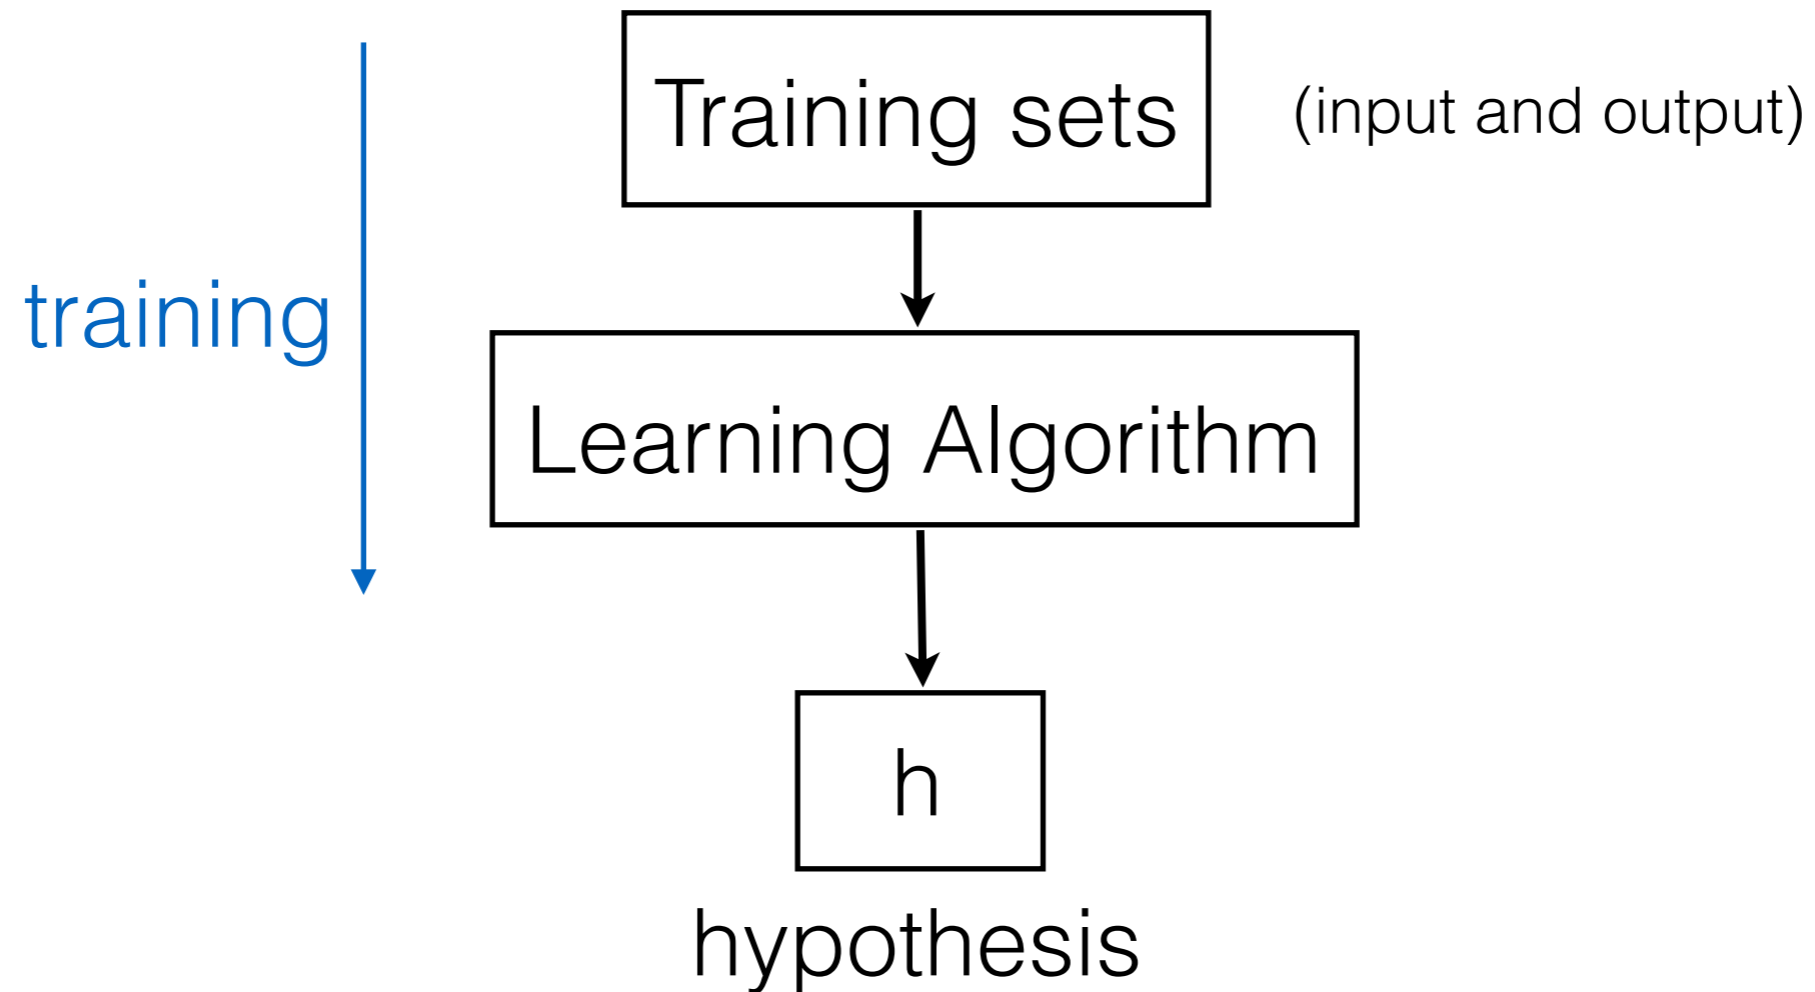 Training sets
(input and output)
training
Learning Algorithm
h
hypothesis